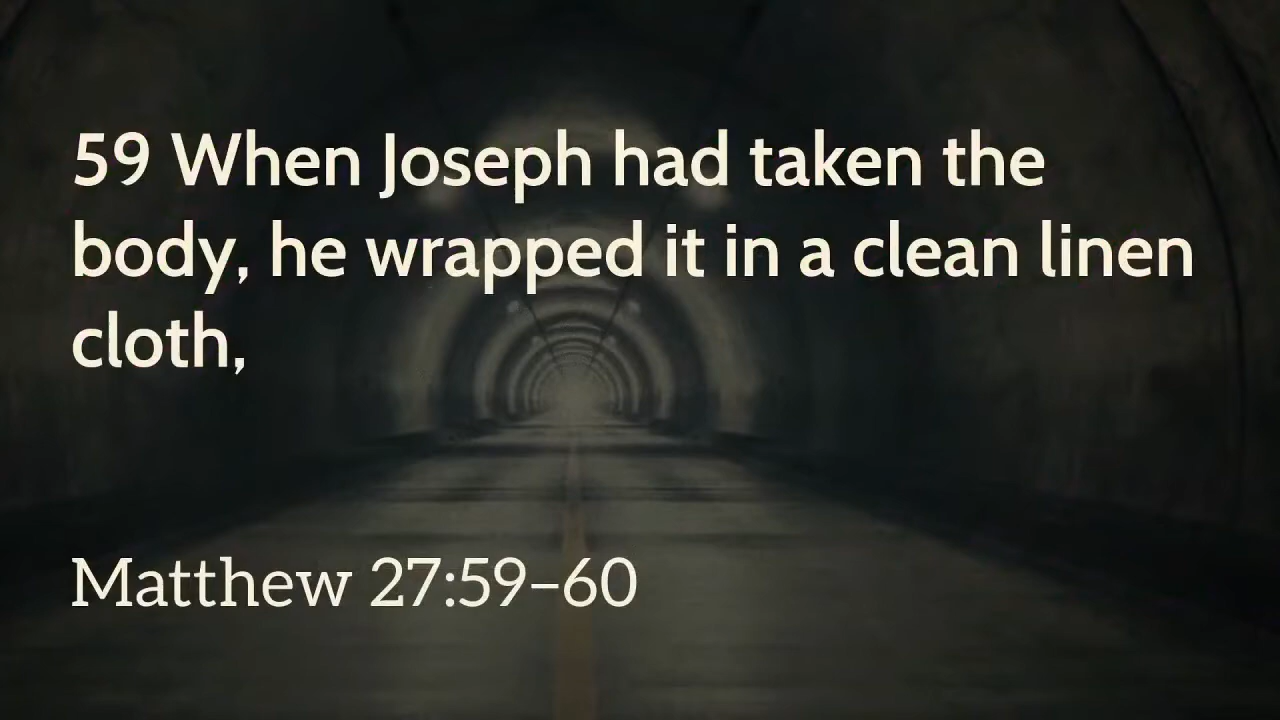 59 When Joseph had taken the
body, he wrapped it in a clean linen
cloth,
Matthew 27:59–60